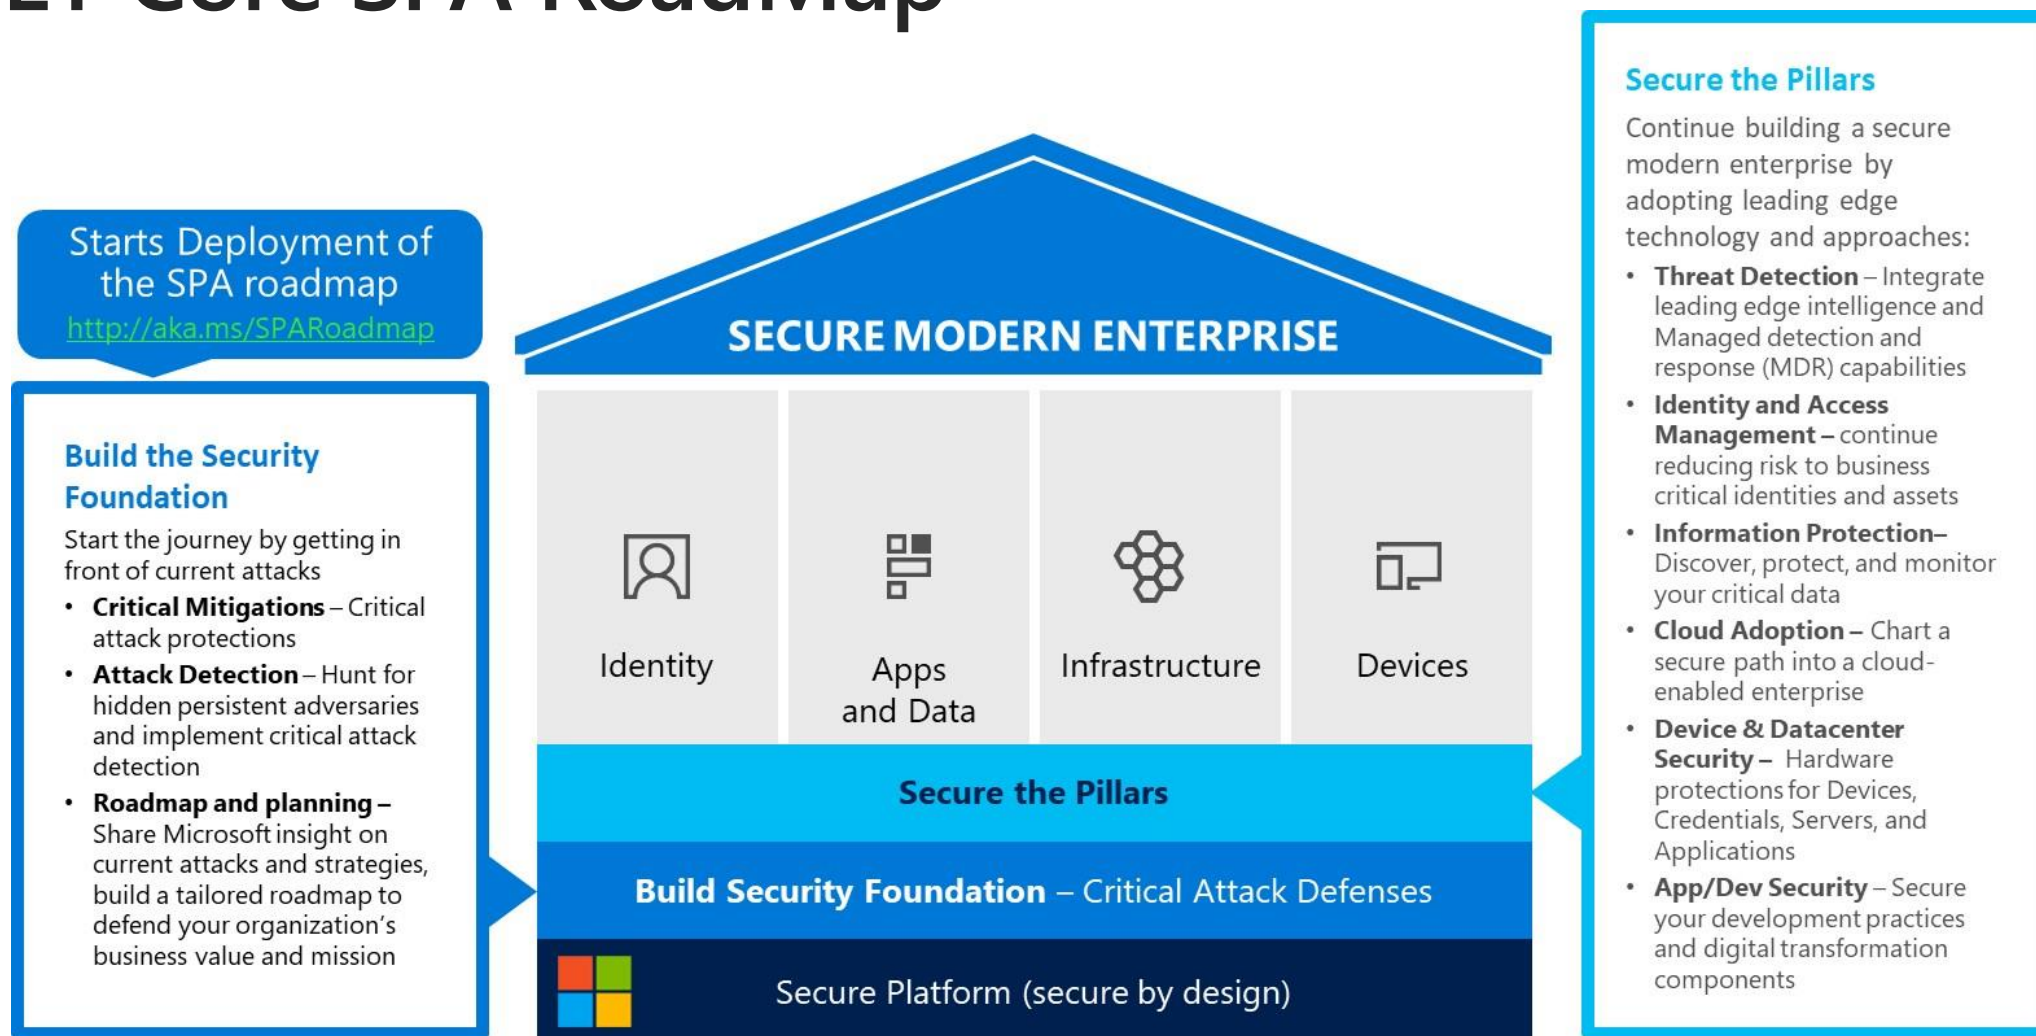 Core SPA RoadMap
Starts Deployment of
the SPA roadmap
http://aka.ms/SPARoadmap
Build the Security
Foundation
Start the journey by getting in
front of current attacks
• Critical Mitigations – Critical
attack protections
• Attack Detection – Hunt for
hidden persistent adversaries
and implement critical attack
detection
• Roadmap and planning –
Share Microsoft insight on
current attacks and strategies,
build a tailored roadmap to
defend your organization's
business value and mission
SECURE MODERN ENTERPRISE
Identity
Apps
and Data
Infrastructure
Devices
Secure the Pillars
Build Security Foundation – Critical Attack Defenses
Secure Platform (secure by design)
Secure the Pillars
Continue building a secure
modern enterprise by
adopting leading edge
technology and approaches:
• Threat Detection – Integrate
leading edge intelligence and
Managed detection and
response (MDR) capabilities
• Identity and Access
Management – continue
reducing risk to business
critical identities and assets
• Information Protection–
Discover, protect, and monitor
your critical data
• Cloud Adoption – Chart a
secure path into a cloud-
enabled enterprise
• Device & Datacenter
Security – Hardware
protections for Devices,
Credentials, Servers, and
Applications
• App/Dev Security – Secure
your development practices
and digital transformation
components